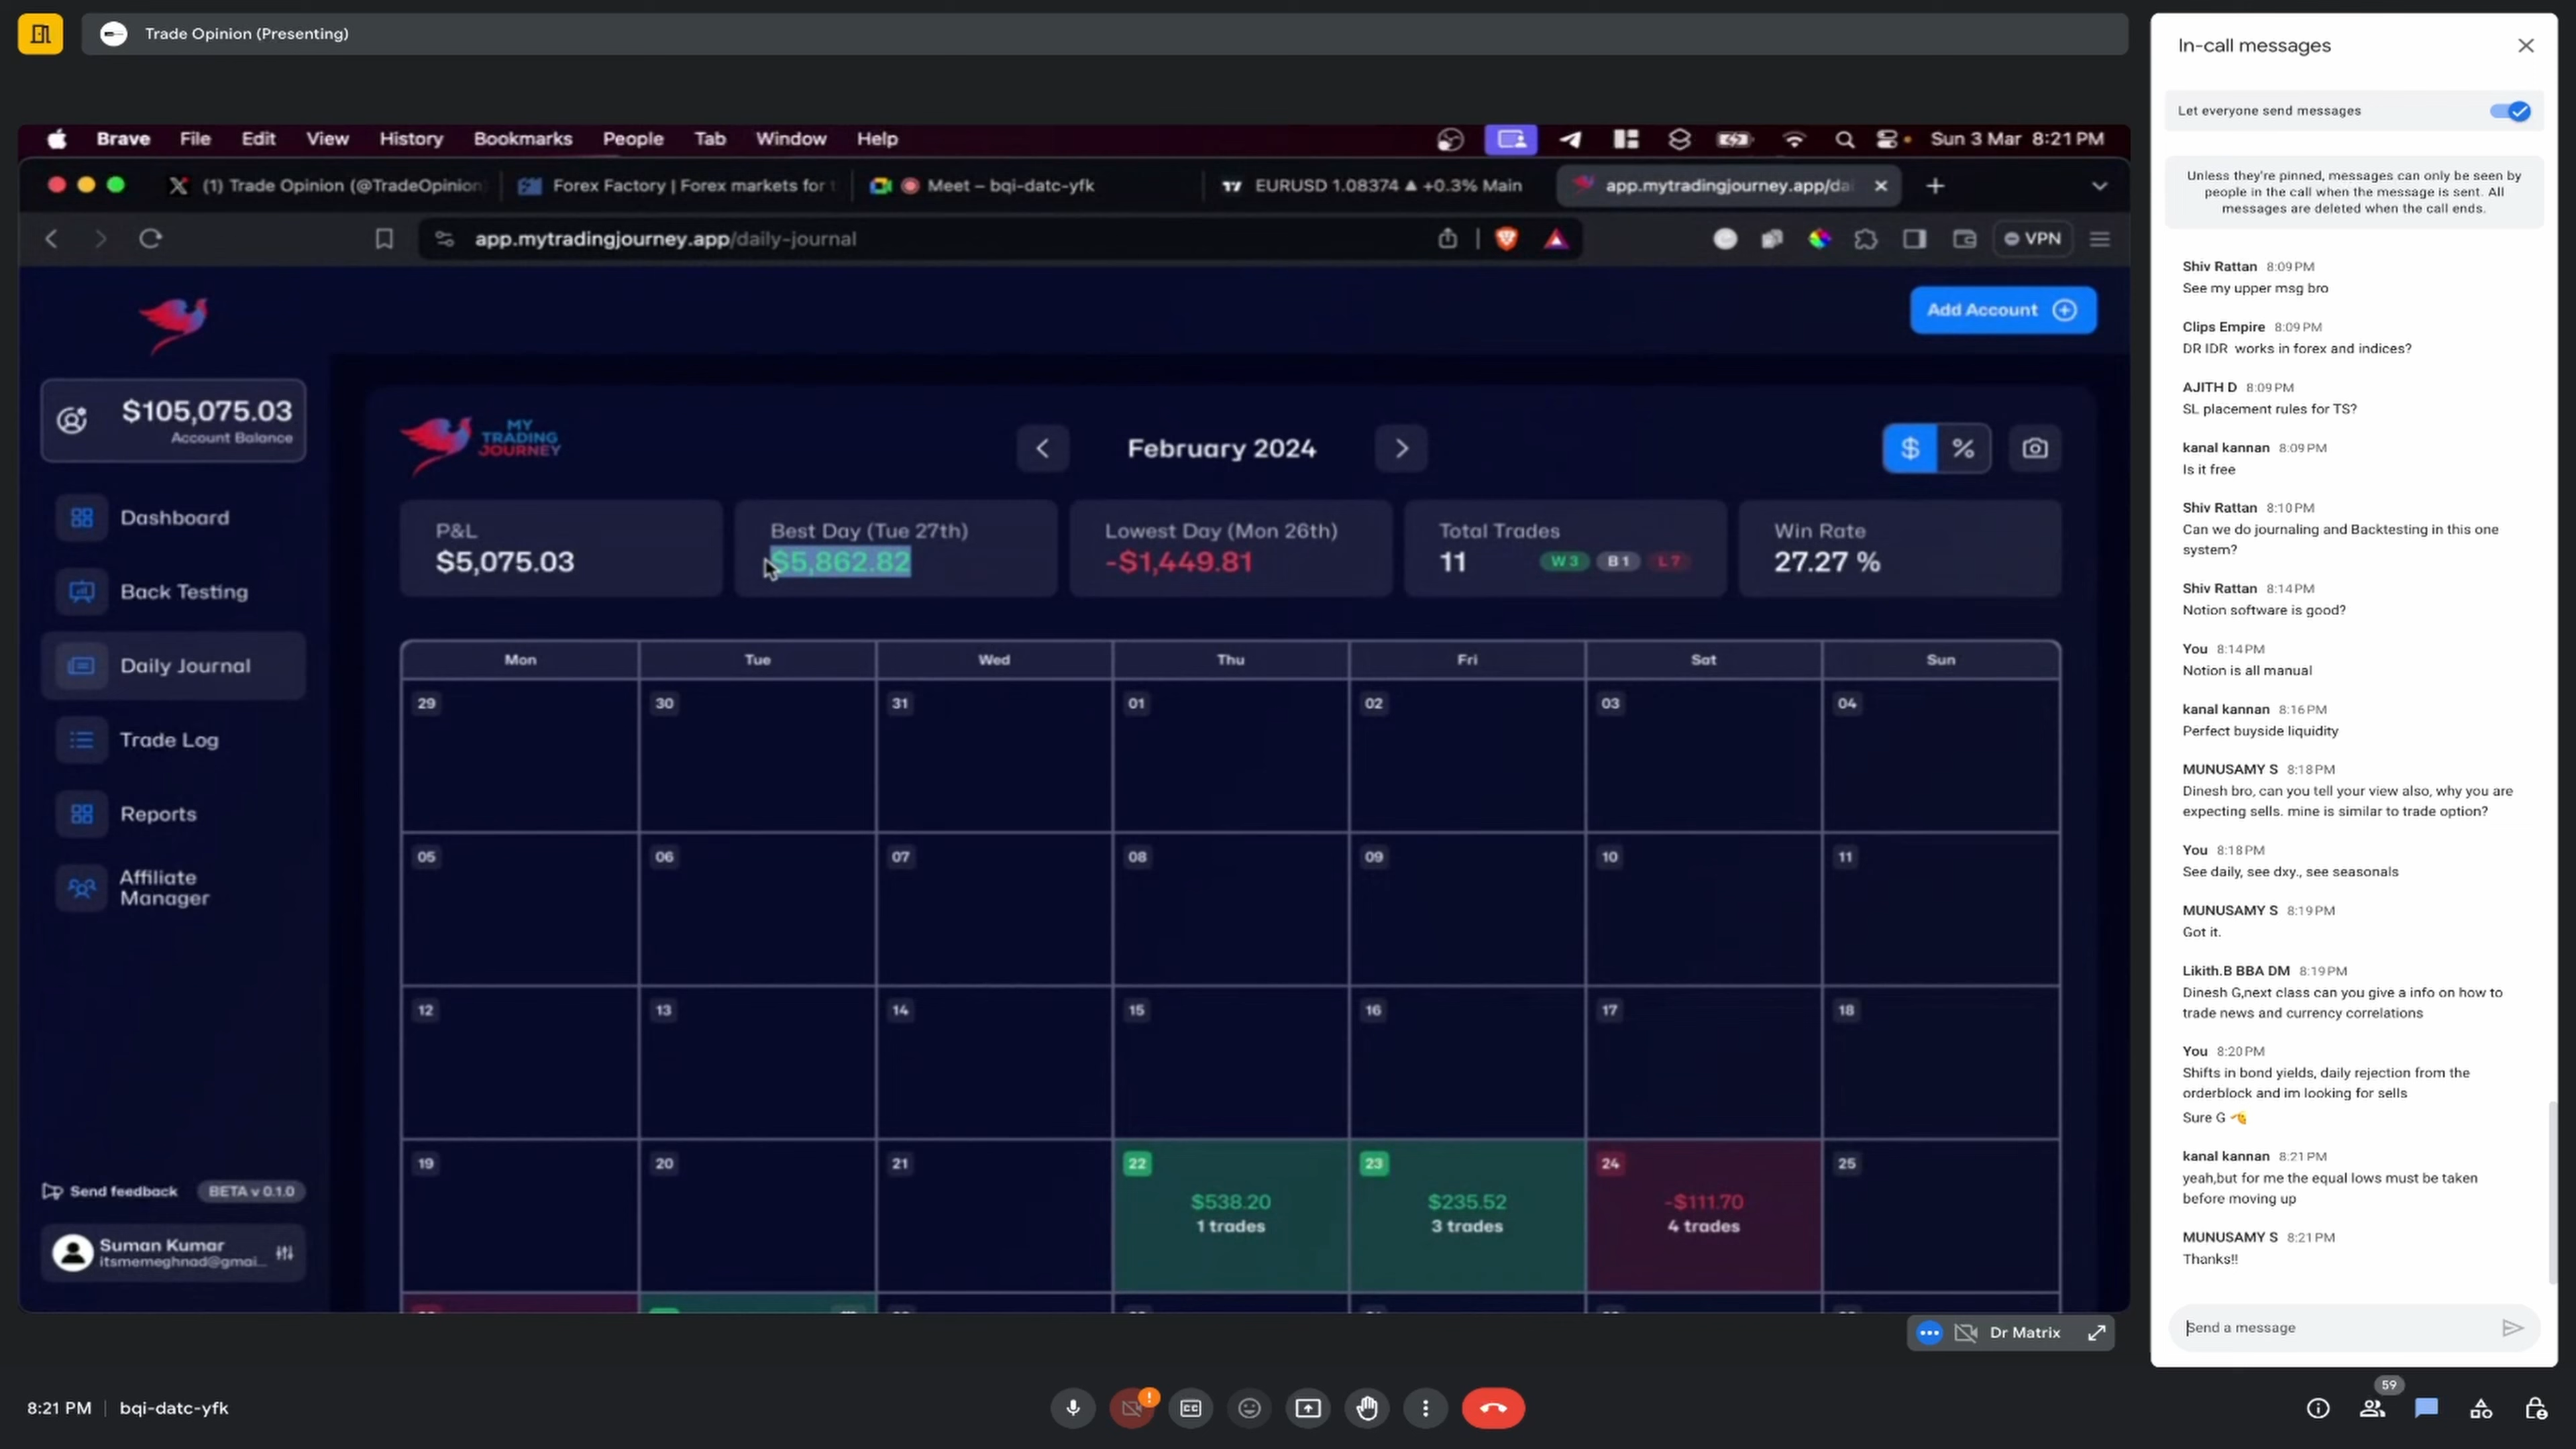 Trade Opinion (Presenting)
Brave File Edit View History Bookmarks People Tab Window Help
Sun 3 Mar 8:21 PM
(1) Trade Opinion (@TradeOpinion
Forex Factory | Forex markets for t
Meet – bqi-datc-yfk
EURUSD 1.08374 ▲ +0.3% Main
app.mytradingjourney.app/dai
app.mytradingjourney.app/daily-journal
VPN
Add Account
$105,075.03
Account Balance
Dashboard
Back Testing
Daily Journal
Trade Log
Reports
Affiliate
Manager
Send feedback
BETA v 0.1.0
Suman Kumar
itsmemeghnad@gmai...
MY
TRADING
JOURNEY
February 2024
$ %
P&L
$5,075.03
Best Day (Tue 27th)
$5,862.82
Lowest Day (Mon 26th)
-$1,449.81
Total Trades
11
W 3 B 1 L 7
Win Rate
27.27 %
Mon Tue Wed Thu Fri Sat Sun
29 30 31 01 02 03 04
05 06 07 08 09 10 11
12 13 14 15 16 17 18
19 20 21 22 23 24 25
$538.20 $235.52 -$111.70
1 trades 3 trades 4 trades
Dr Matrix
8:21 PM
bqi-datc-yfk
CC
59
In-call messages
Let everyone send messages
Unless they're pinned, messages can only be seen by
people in the call when the message is sent. All
messages are deleted when the call ends.
Shiv Rattan 8:09 PM
See my upper msg bro
Clips Empire 8:09 PM
DR IDR works in forex and indices?
AJITH D 8:09 PM
SL placement rules for TS?
kanal kannan 8:09 PM
Is it free
Shiv Rattan 8:10 PM
Can we do journaling and Backtesting in this one
system?
Shiv Rattan 8:14 PM
Notion software is good?
You 8:14 PM
Notion is all manual
kanal kannan 8:16 PM
Perfect buyside liquidity
MUNUSAMY S 8:18 PM
Dinesh bro, can you tell your view also, why you are
expecting sells. mine is similar to trade option?
You 8:18 PM
See daily, see dxy., see seasonals
MUNUSAMY S 8:19 PM
Got it.
Likith.B BBA DM 8:19 PM
Dinesh G,next class can you give a info on how to
trade news and currency correlations
You 8:20 PM
Shifts in bond yields, daily rejection from the
orderblock and im looking for sells
Sure G 🫡
kanal kannan 8:21 PM
yeah,but for me the equal lows must be taken
before moving up
MUNUSAMY S 8:21 PM
Thanks!!
Send a message